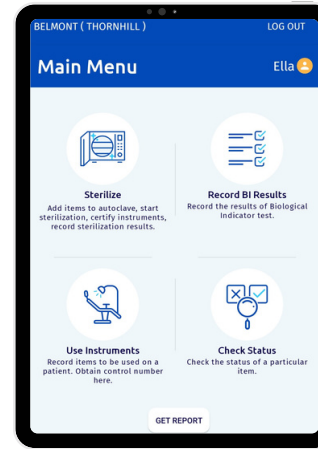 BELMONT ( THORNHILL )
LOG OUT
Main Menu
Ella
Sterilize
Add items to autoclave, start
sterilization, certify instruments,
record sterilization results.
Record BI Results
Record the results of Biological
Indicator test.
Use Instruments
Record items to be used on a
patient. Obtain control number
here.
Check Status
Check the status of a particular
item.
GET REPORT